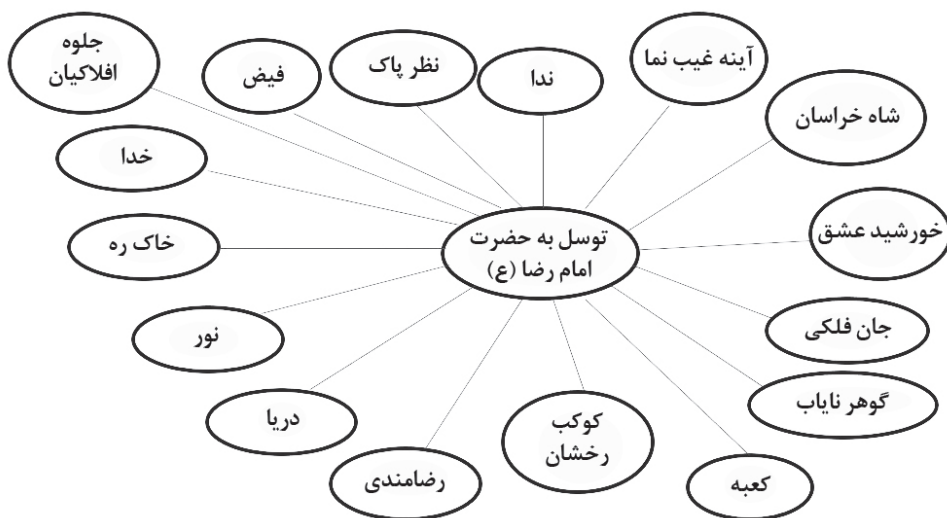 جلوه
افلاکیان
فیض
نظر پاک
ندا
آینه غیب نما
شاه خراسان
خدا
خورشید عشق
خاک ره
توسل به حضرت
امام رضا (ع)
جان فلکی
نور
گوهر نایاب
دریا
کوکب
رخشان
رضامندی
کعبه